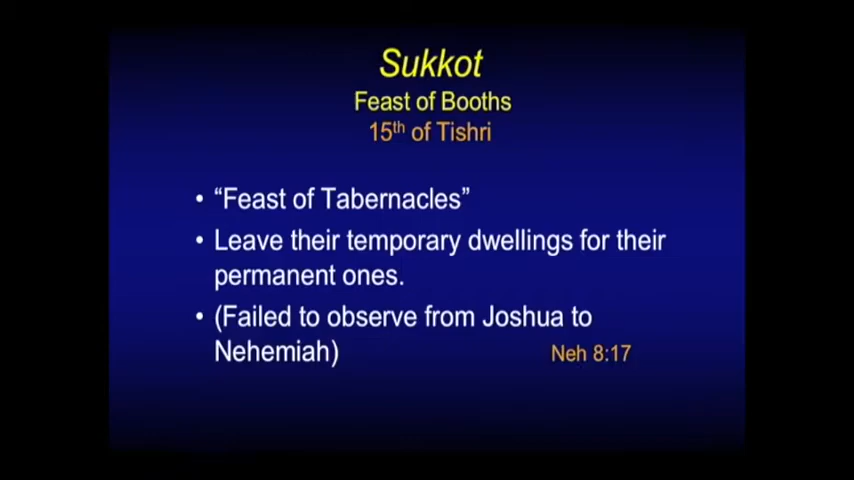 Sukkot
Feast of Booths
15th of Tishri
• “Feast of Tabernacles”
• Leave their temporary dwellings for their
permanent ones.
• (Failed to observe from Joshua to
Nehemiah) Neh 8:17